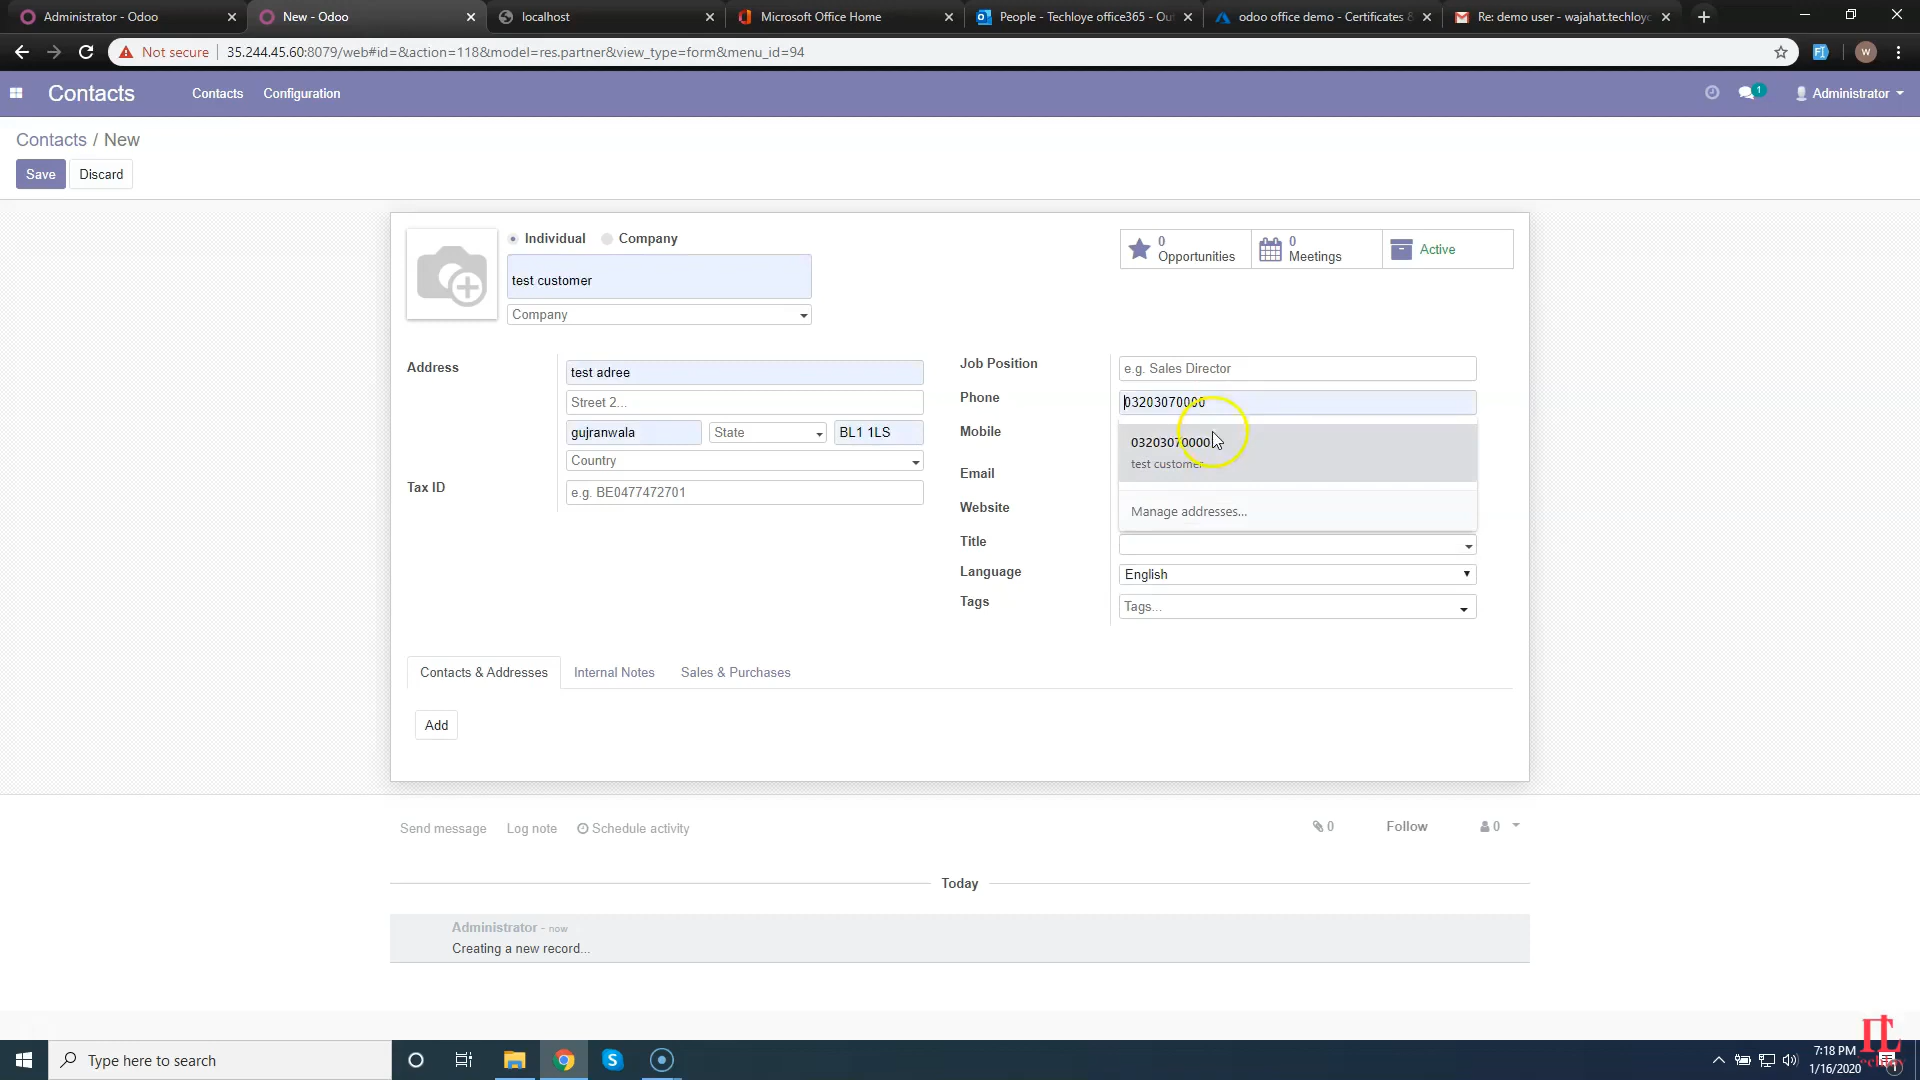 Administrator - Odoo
New - Odoo
localhost
Microsoft Office Home
People - Techloye office365 - Out
odoo office demo - Certificates &
Re: demo user - wajahat.techloye
Not secure
35.244.45.60:8079/web#id=&action=118&model=res.partner&view_type=form&menu_id=94
W
Contacts
Contacts
Configuration
1
Administrator
Contacts / New
Save
Discard
Individual
Company
test customer
Company
0
Opportunities
0
Meetings
Active
Address
test adree
Street 2...
gujranwala
State
BL1 1LS
Country
Tax ID
e.g. BE0477472701
Job Position
e.g. Sales Director
Phone
03203070000
Mobile
03203070000
test customer
Email
Website
Manage addresses...
Title
Language
English
Tags
Tags...
Contacts & Addresses
Internal Notes
Sales & Purchases
Add
Send message
Log note
Schedule activity
0
Follow
0
Today
Administrator - now
Creating a new record...
Type here to search
7:18 PM
1/16/2020